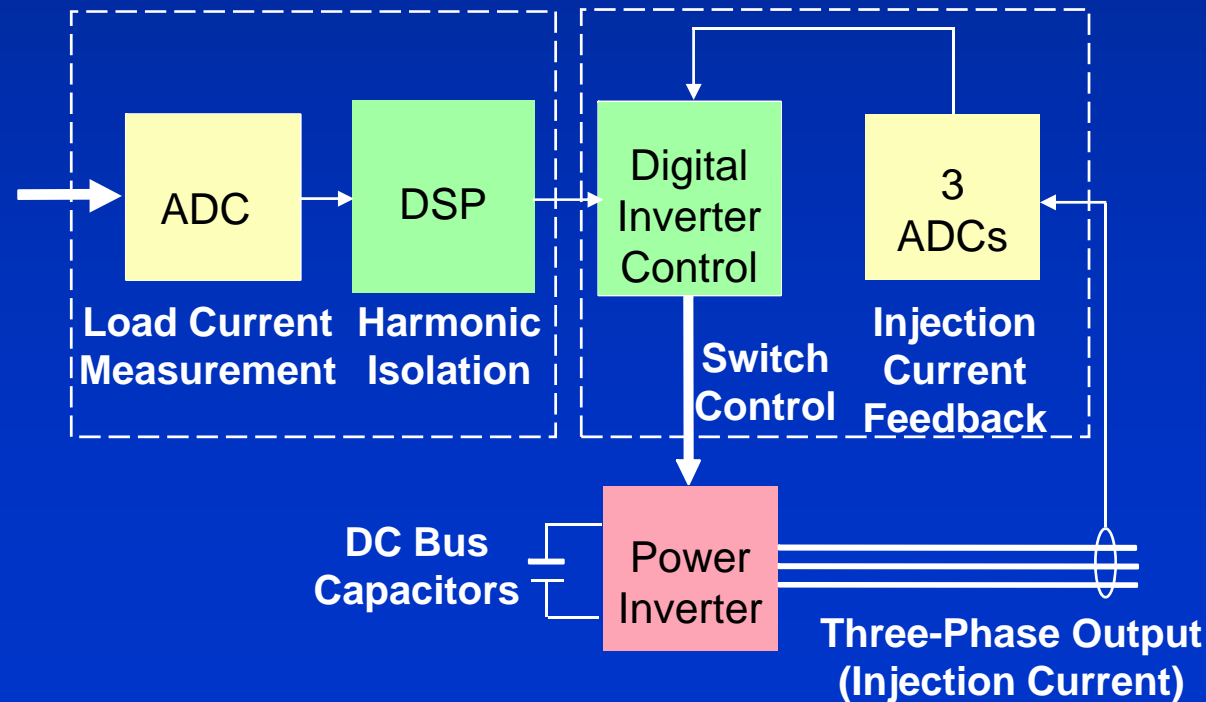 ADC
DSP
Digital
Inverter
Control
3
ADCs
Load Current
Measurement
Harmonic
Isolation
Switch
Control
Injection
Current
Feedback
DC Bus
Capacitors
Power
Inverter
Three-Phase Output
(Injection Current)